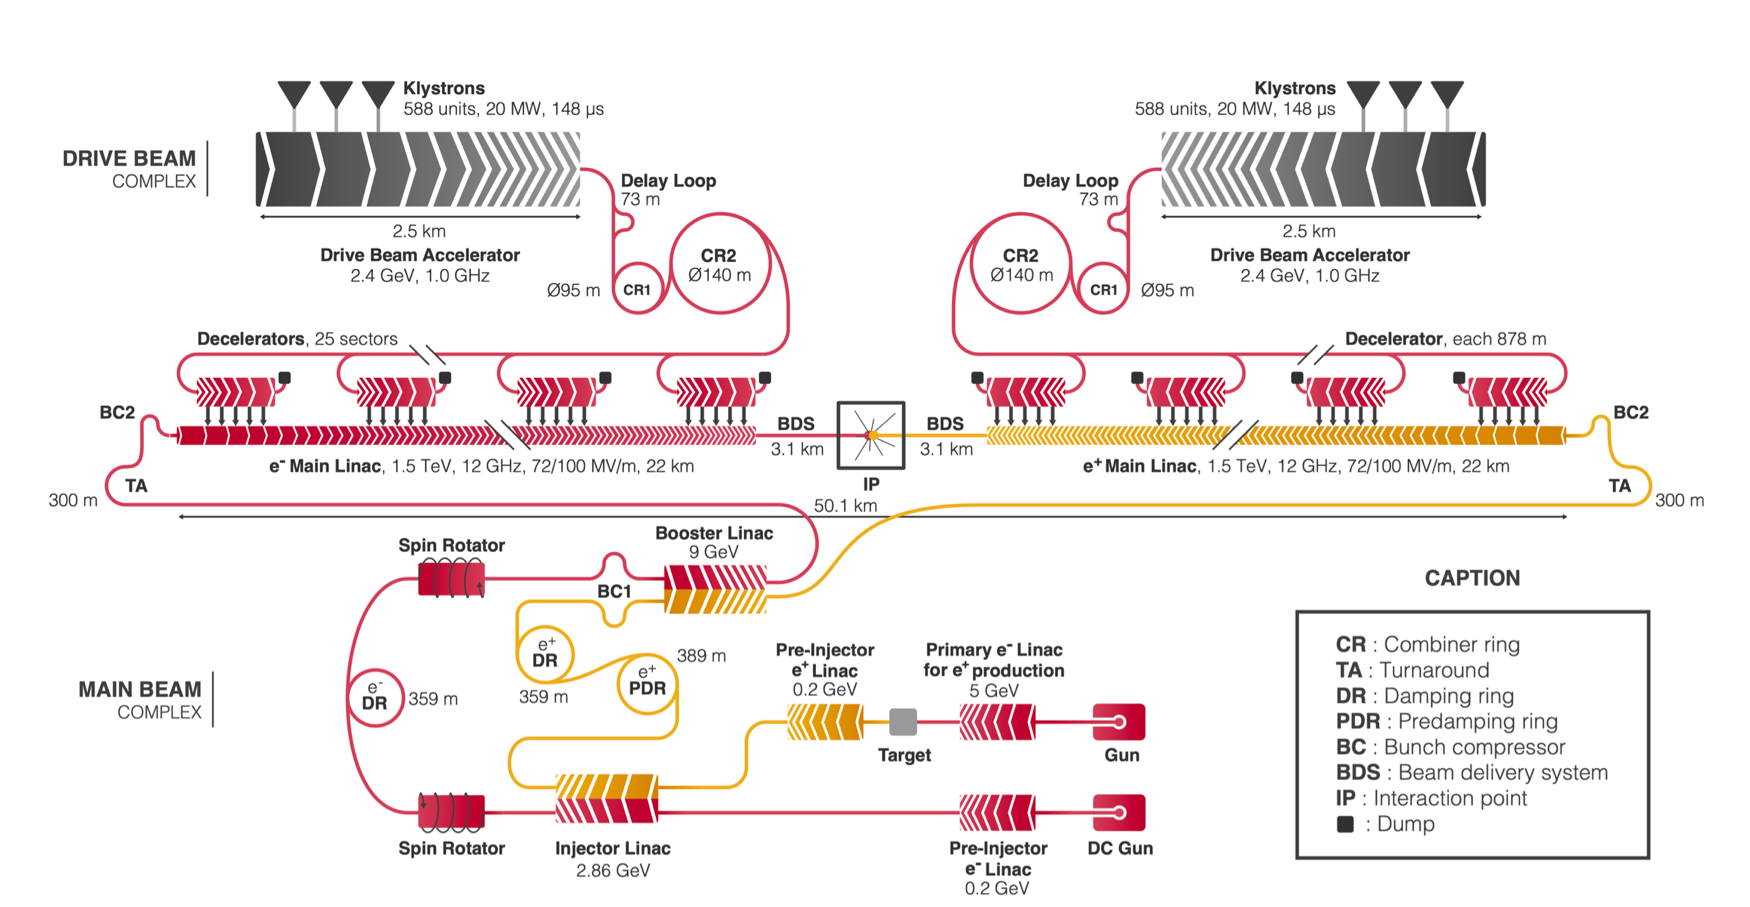 Klystrons
588 units, 20 MW, 148 µs
Klystrons
588 units, 20 MW, 148 µs
DRIVE BEAM
COMPLEX
Delay Loop
73 m
Delay Loop
73 m
2.5 km
Drive Beam Accelerator
2.4 GeV, 1.0 GHz
CR2
Ø140 m
Ø95 m
CR1
CR2
Ø140 m
CR1
Ø95 m
2.5 km
Drive Beam Accelerator
2.4 GeV, 1.0 GHz
Decelerators, 25 sectors
Decelerator, each 878 m
BC2
BDS
3.1 km
BDS
3.1 km
BC2
e- Main Linac, 1.5 TeV, 12 GHz, 72/100 MV/m, 22 km
e+ Main Linac, 1.5 TeV, 12 GHz, 72/100 MV/m, 22 km
IP
TA
300 m
TA
300 m
50.1 km
Spin Rotator
Booster Linac
9 GeV
BC1
MAIN BEAM
COMPLEX
e-
DR
359 m
e+
DR
359 m
e+
PDR
389 m
Pre-Injector
e+ Linac
0.2 GeV
Primary e- Linac
for e+ production
5 GeV
Target
Gun
Spin Rotator
Injector Linac
2.86 GeV
Pre-Injector
e- Linac
0.2 GeV
DC Gun
CAPTION
CR : Combiner ring
TA : Turnaround
DR : Damping ring
PDR : Predamping ring
BC : Bunch compressor
BDS : Beam delivery system
IP : Interaction point
: Dump